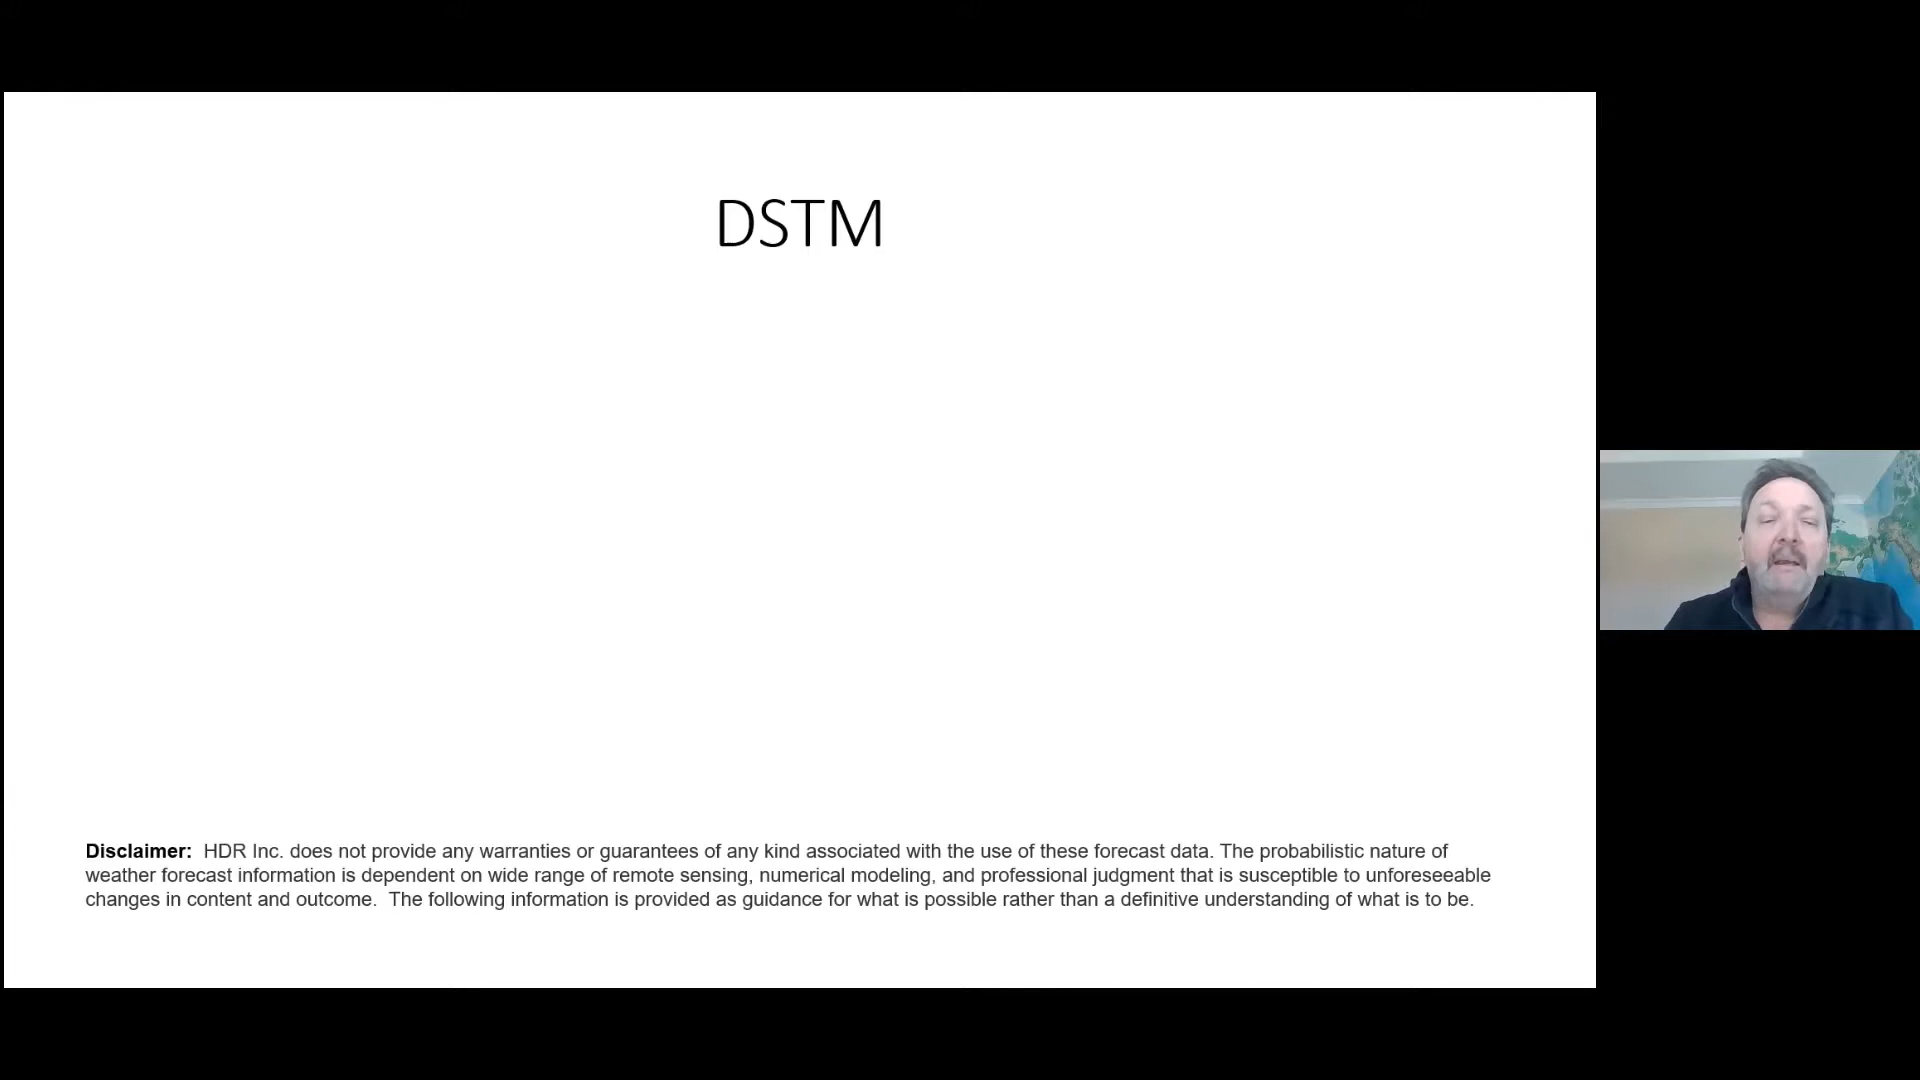 DSTM
Disclaimer: HDR Inc. does not provide any warranties or guarantees of any kind associated with the use of these forecast data. The probabilistic nature of
weather forecast information is dependent on wide range of remote sensing, numerical modeling, and professional judgment that is susceptible to unforeseeable
changes in content and outcome. The following information is provided as guidance for what is possible rather than a definitive understanding of what is to be.